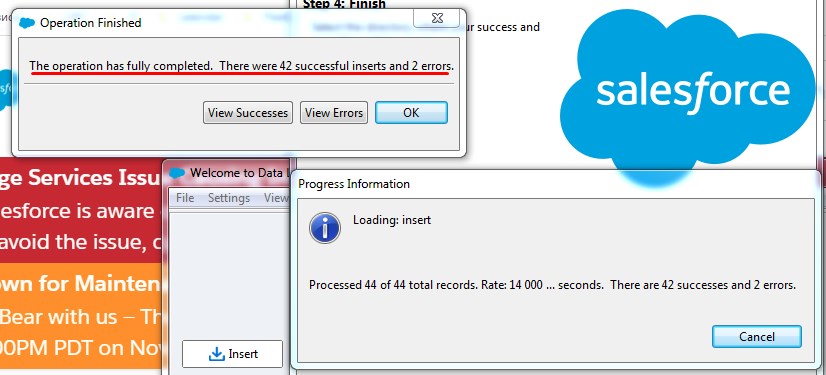 Operation Finished
The operation has fully completed. There were 42 successful inserts and 2 errors.
View Successes
View Errors
OK
Step 4: Finish
your success and
salesforce
ge Services Issu
esforce is aware
avoid the issue, c
own for Mainten
Bear with us – Th
00PM PDT on Nov
Welcome to Data L
File Settings View
Insert
Progress Information
Loading: insert
Processed 44 of 44 total records. Rate: 14 000 ... seconds. There are 42 successes and 2 errors.
Cancel